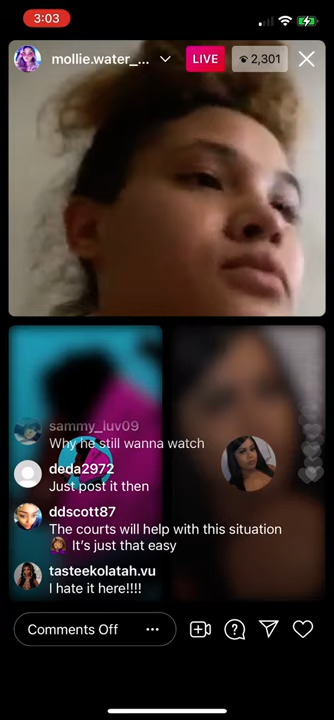 3:03
mollie.water_...
LIVE
2,301
sammy_luv09
Why he still wanna watch
deda2972
Just post it then
ddscott87
The courts will help with this situation
🤷🏽‍♀️ It's just that easy
tasteekolatah.vu
I hate it here!!!!
Comments Off